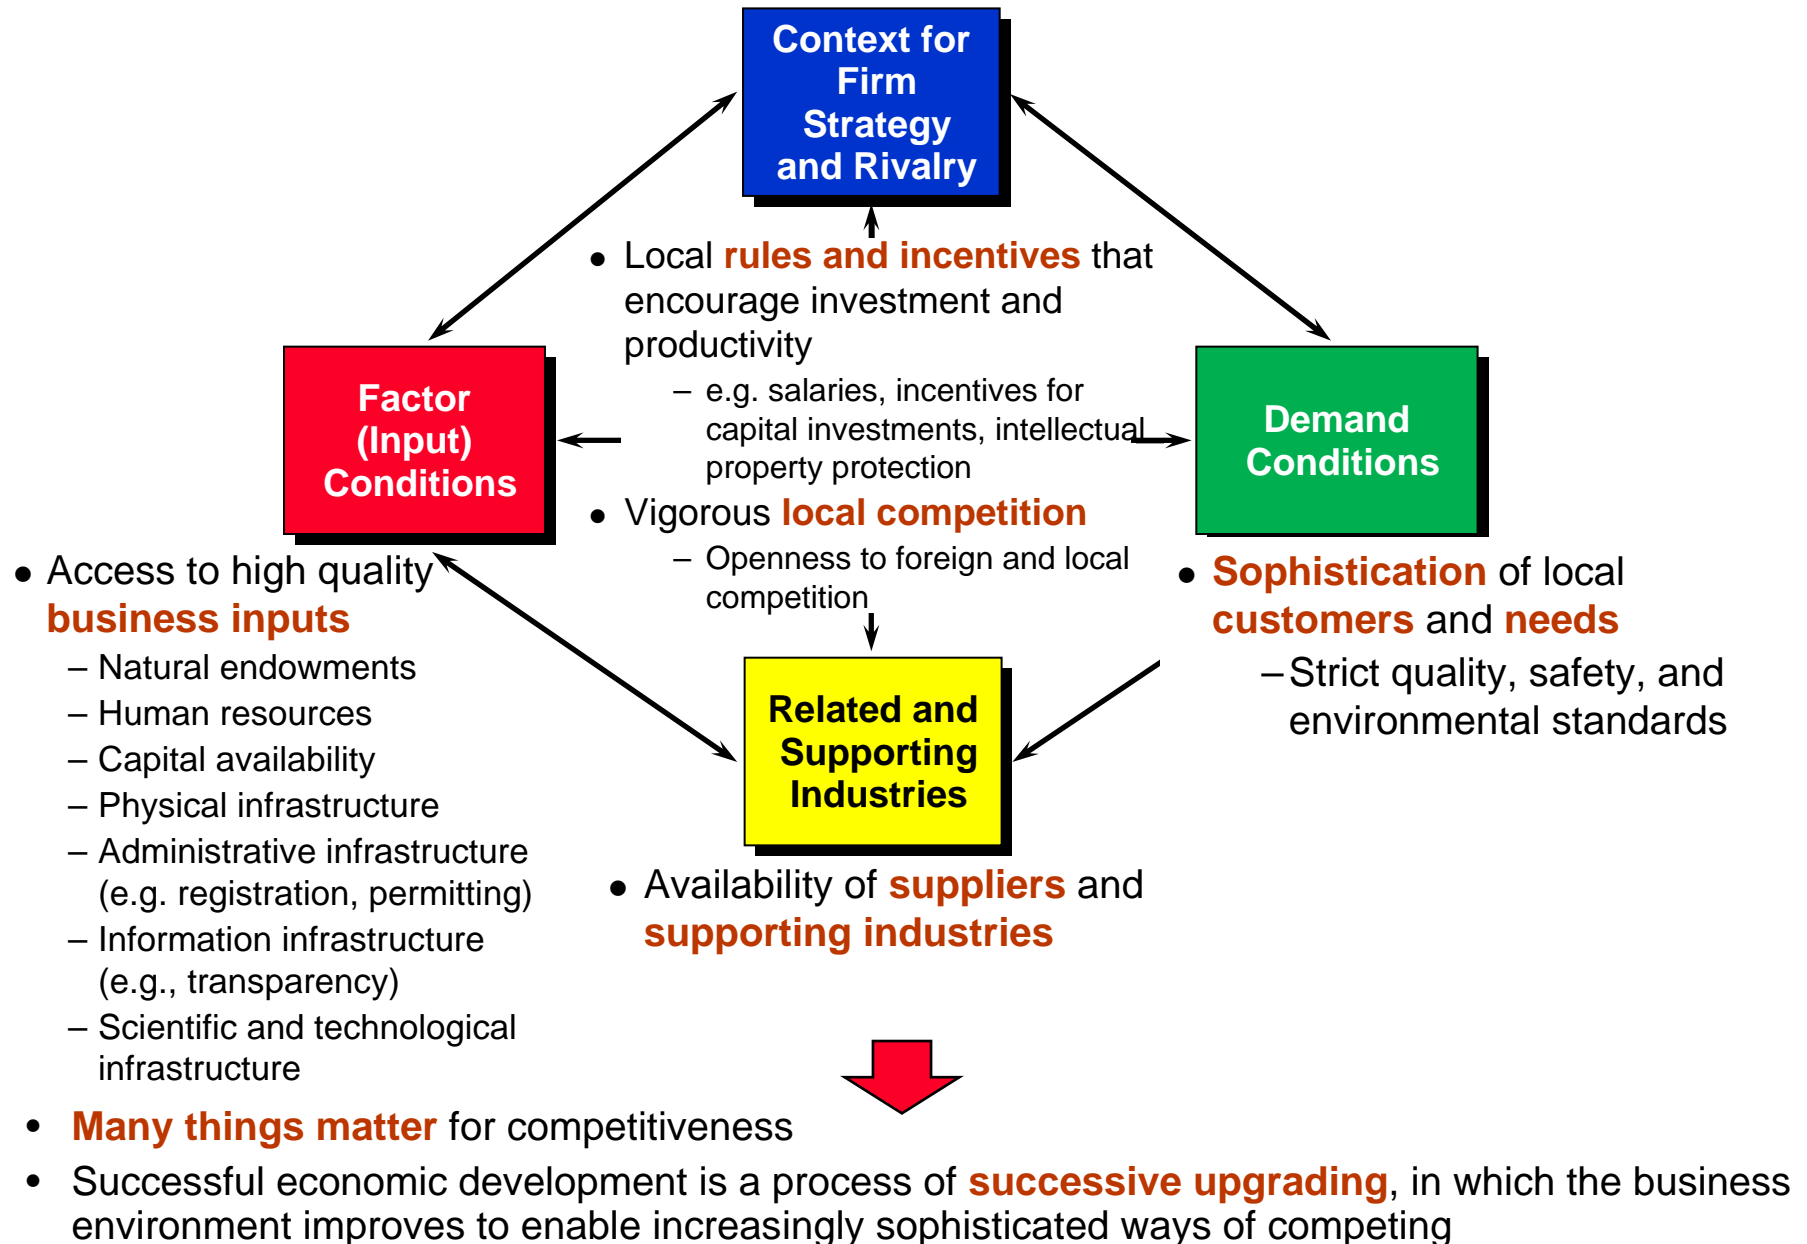 Context for
Firm
Strategy
and Rivalry
● Local rules and incentives that
encourage investment and
productivity
– e.g. salaries, incentives for
capital investments, intellectual
property protection
● Vigorous local competition
– Openness to foreign and local
competition
Factor
(Input)
Conditions
Demand
Conditions
● Access to high quality
business inputs
– Natural endowments
– Human resources
– Capital availability
– Physical infrastructure
– Administrative infrastructure
(e.g. registration, permitting)
– Information infrastructure
(e.g., transparency)
– Scientific and technological
infrastructure
● Sophistication of local
customers and needs
– Strict quality, safety, and
environmental standards
Related and
Supporting
Industries
● Availability of suppliers and
supporting industries
• Many things matter for competitiveness
• Successful economic development is a process of successive upgrading, in which the business
environment improves to enable increasingly sophisticated ways of competing